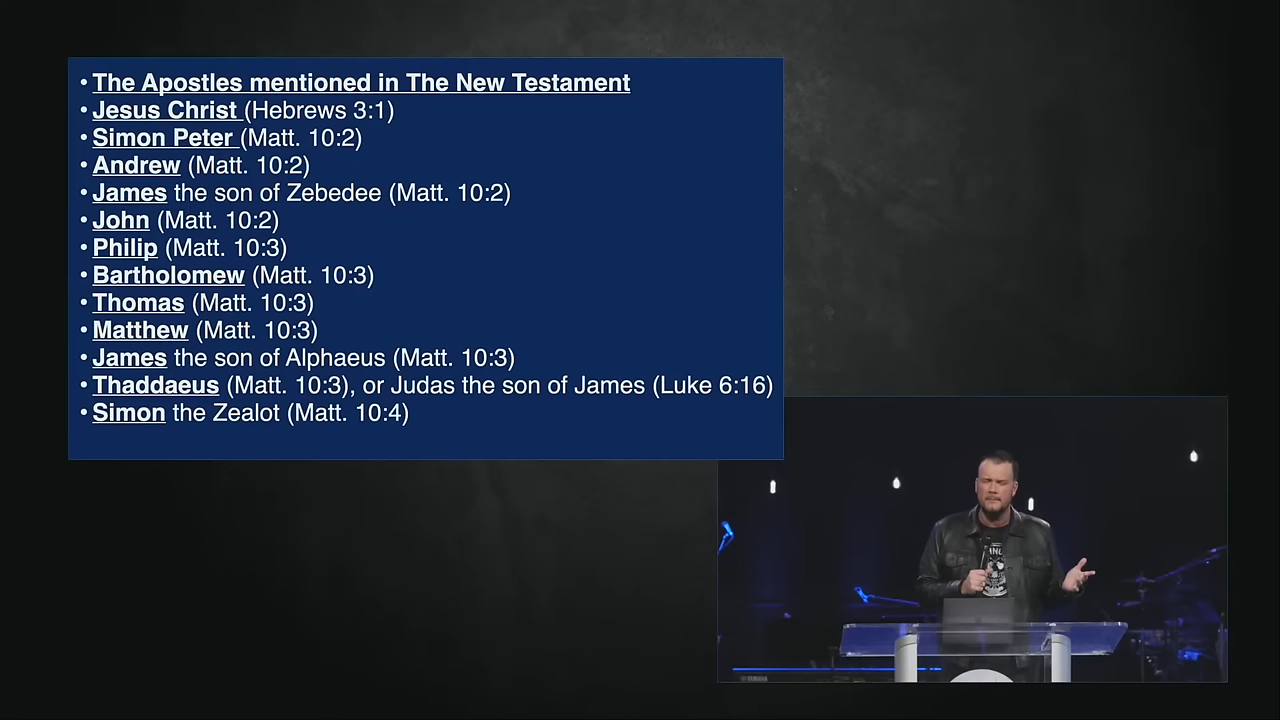 • The Apostles mentioned in The New Testament
• Jesus Christ (Hebrews 3:1)
• Simon Peter (Matt. 10:2)
• Andrew (Matt. 10:2)
• James the son of Zebedee (Matt. 10:2)
• John (Matt. 10:2)
• Philip (Matt. 10:3)
• Bartholomew (Matt. 10:3)
• Thomas (Matt. 10:3)
• Matthew (Matt. 10:3)
• James the son of Alphaeus (Matt. 10:3)
• Thaddaeus (Matt. 10:3), or Judas the son of James (Luke 6:16)
• Simon the Zealot (Matt. 10:4)
YAMAHA